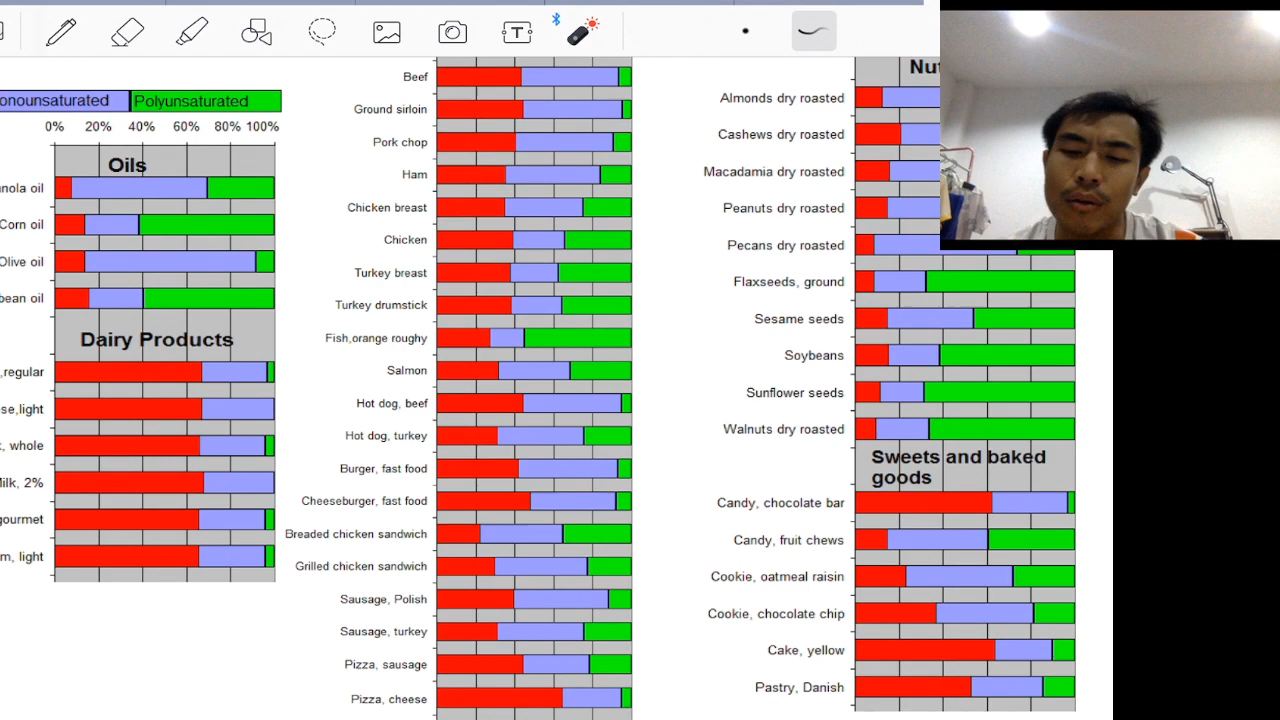 T
onounsaturated
Polyunsaturated
0% 20% 40% 60% 80% 100%
Oils
nola oil
Corn oil
Olive oil
bean oil
Dairy Products
,regular
se,light
, whole
Milk, 2%
gourmet
m, light
Beef
Ground sirloin
Pork chop
Ham
Chicken breast
Chicken
Turkey breast
Turkey drumstick
Fish,orange roughy
Salmon
Hot dog, beef
Hot dog, turkey
Burger, fast food
Cheeseburger, fast food
Breaded chicken sandwich
Grilled chicken sandwich
Sausage, Polish
Sausage, turkey
Pizza, sausage
Pizza, cheese
Nut
Almonds dry roasted
Cashews dry roasted
Macadamia dry roasted
Peanuts dry roasted
Pecans dry roasted
Flaxseeds, ground
Sesame seeds
Soybeans
Sunflower seeds
Walnuts dry roasted
Sweets and baked
goods
Candy, chocolate bar
Candy, fruit chews
Cookie, oatmeal raisin
Cookie, chocolate chip
Cake, yellow
Pastry, Danish